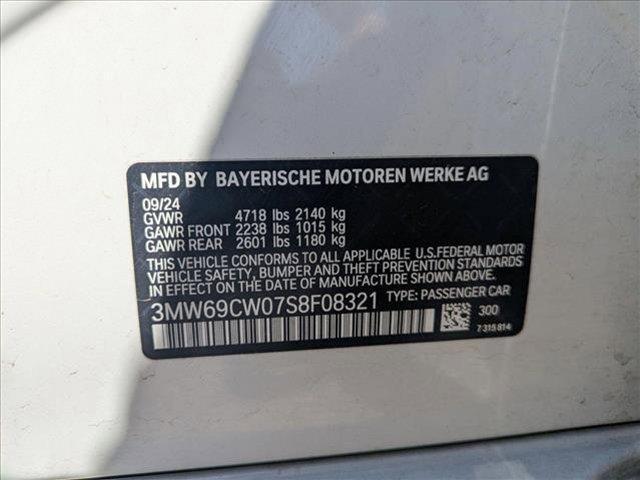 MFD BY BAYERISCHE MOTOREN WERKE AG
09/24
GVWR 4718 lbs 2140 kg
GAWR FRONT 2238 lbs 1015 kg
GAWR REAR 2601 lbs 1180 kg
THIS VEHICLE CONFORMS TO ALL APPLICABLE U.S.FEDERAL MOTOR
VEHICLE SAFETY, BUMPER AND THEFT PREVENTION STANDARDS
IN EFFECT ON THE DATE OF MANUFACTURE SHOWN ABOVE.
3MW69CW07S8F08321 TYPE: PASSENGER CAR
300
7 315 814